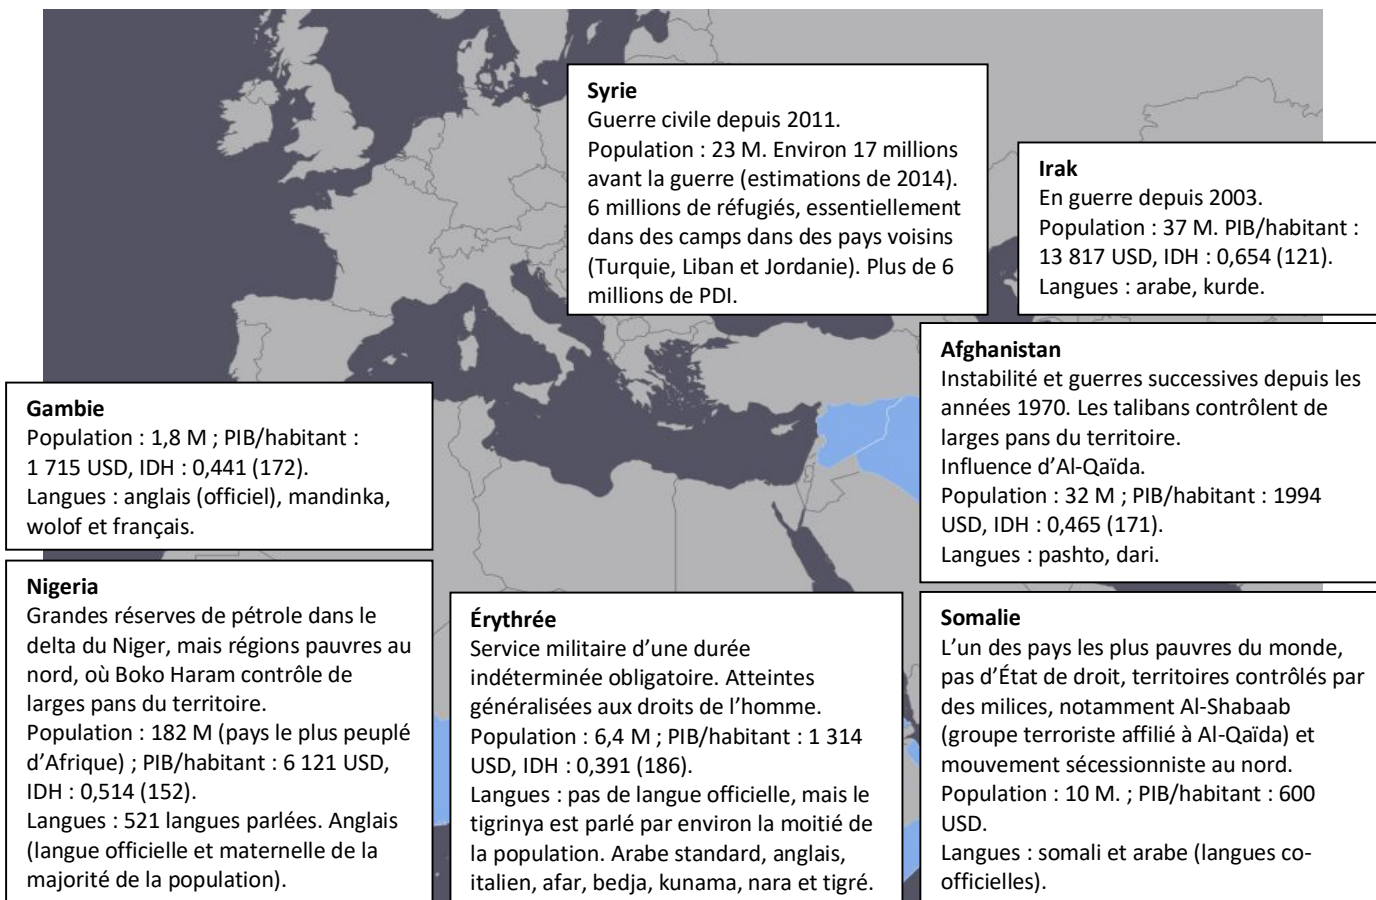 Syrie
Guerre civile depuis 2011.
Population : 23 M. Environ 17 millions
avant la guerre (estimations de 2014).
6 millions de réfugiés, essentiellement
dans des camps dans des pays voisins
(Turquie, Liban et Jordanie). Plus de 6
millions de PDI.
Irak
En guerre depuis 2003.
Population : 37 M. PIB/habitant :
13 817 USD, IDH : 0,654 (121).
Langues : arabe, kurde.
Afghanistan
Instabilité et guerres successives depuis les
années 1970. Les talibans contrôlent de
larges pans du territoire.
Influence d’Al-Qaïda.
Population : 32 M ; PIB/habitant : 1994
USD, IDH : 0,465 (171).
Langues : pashto, dari.
Gambie
Population : 1,8 M ; PIB/habitant :
1 715 USD, IDH : 0,441 (172).
Langues : anglais (officiel), mandinka,
wolof et français.
Nigeria
Grandes réserves de pétrole dans le
delta du Niger, mais régions pauvres au
nord, où Boko Haram contrôle de
larges pans du territoire.
Population : 182 M (pays le plus peuplé
d’Afrique) ; PIB/habitant : 6 121 USD,
IDH : 0,514 (152).
Langues : 521 langues parlées. Anglais
(langue officielle et maternelle de la
majorité de la population).
Érythrée
Service militaire d’une durée
indéterminée obligatoire. Atteintes
généralisées aux droits de l’homme.
Population : 6,4 M ; PIB/habitant : 1 314
USD, IDH : 0,391 (186).
Langues : pas de langue officielle, mais le
tigrinya est parlé par environ la moitié de
la population. Arabe standard, anglais,
italien, afar, bedja, kunama, nara et tigré.
Somalie
L’un des pays les plus pauvres du monde,
pas d’État de droit, territoires contrôlés par
des milices, notamment Al-Shabaab
(groupe terroriste affilié à Al-Qaïda) et
mouvement sécessionniste au nord.
Population : 10 M. ; PIB/habitant : 600
USD.
Langues : somali et arabe (langues co-
officielles).